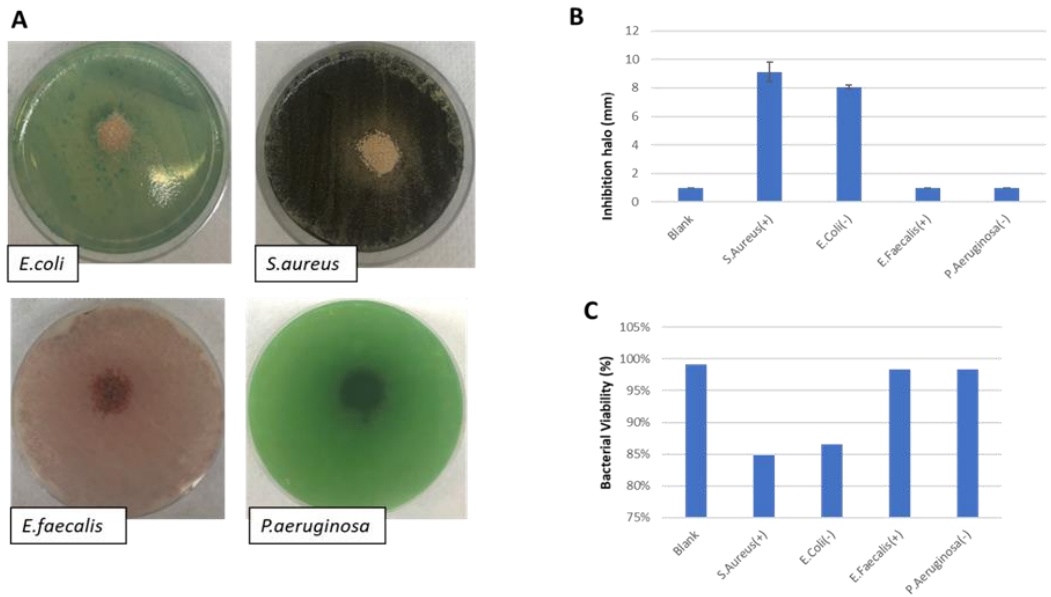 A
E.coli
S.aureus
E.faecalis
P.aeruginosa
B
Inhibition halo (mm)
12
10
8
6
4
2
0
Blank
S.Aureus(+)
E.Coli(-)
E.Faecalis(+)
P.Aeruginosa(-)
C
Bacterial Viability (%)
105%
100%
95%
90%
85%
80%
75%
Blank
S.Aureus(+)
E.Coli(-)
E.Faecalis(+)
P.Aeruginosa(-)